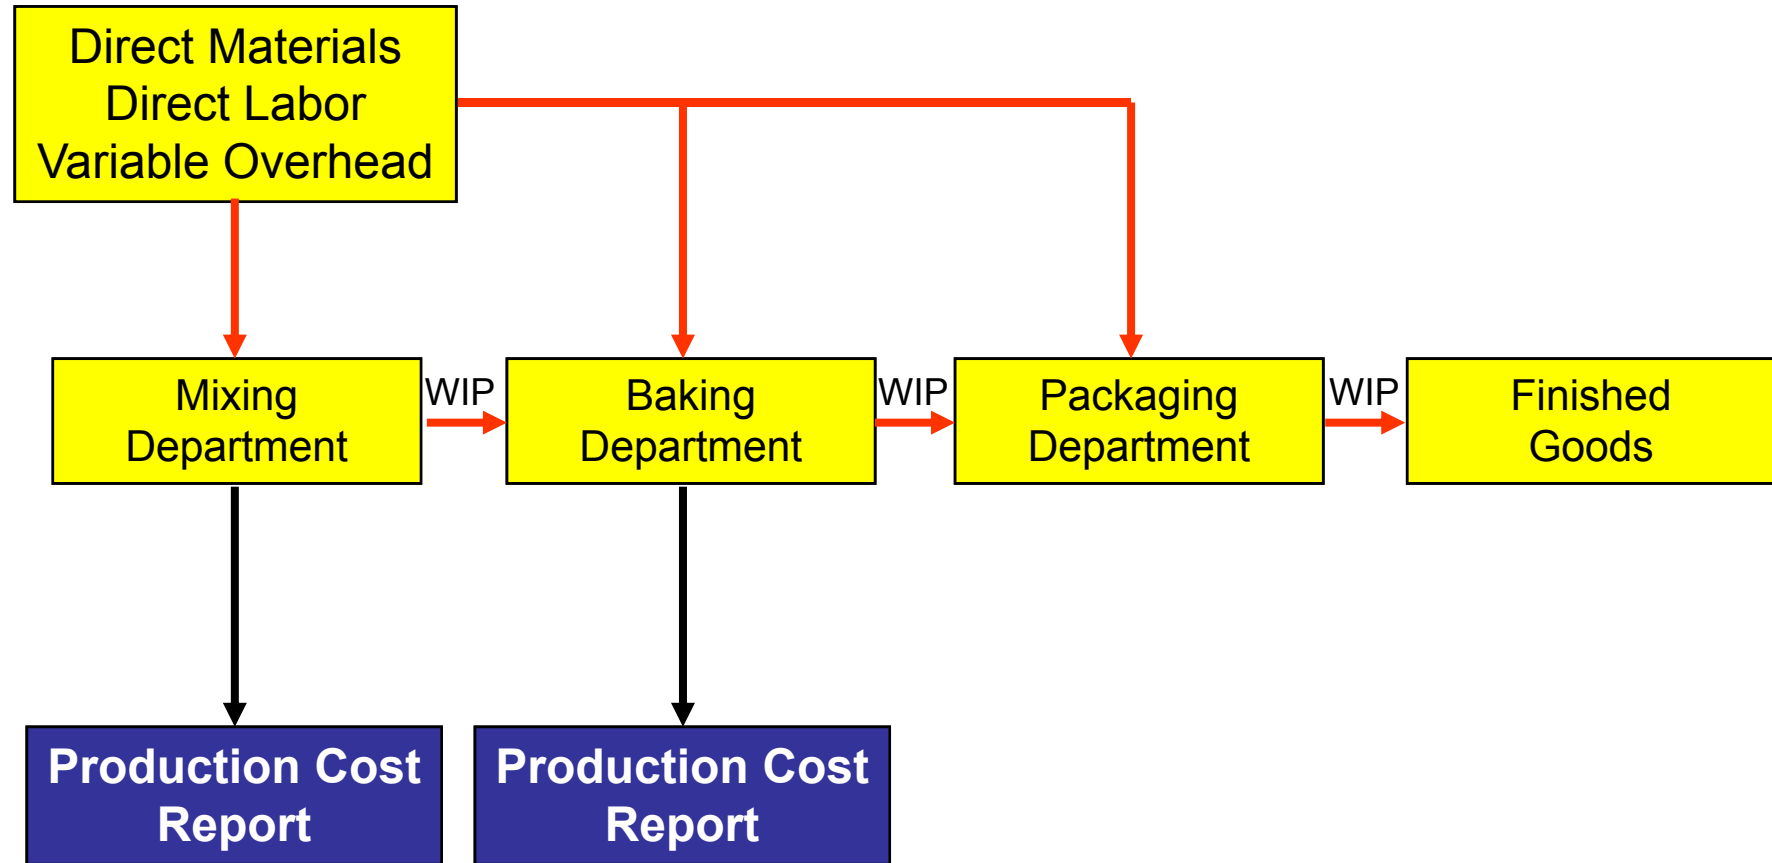 Direct Materials
Direct Labor
Variable Overhead
Mixing
Department
WIP
Baking
Department
WIP
Packaging
Department
WIP
Finished
Goods
Production Cost
Report
Production Cost
Report